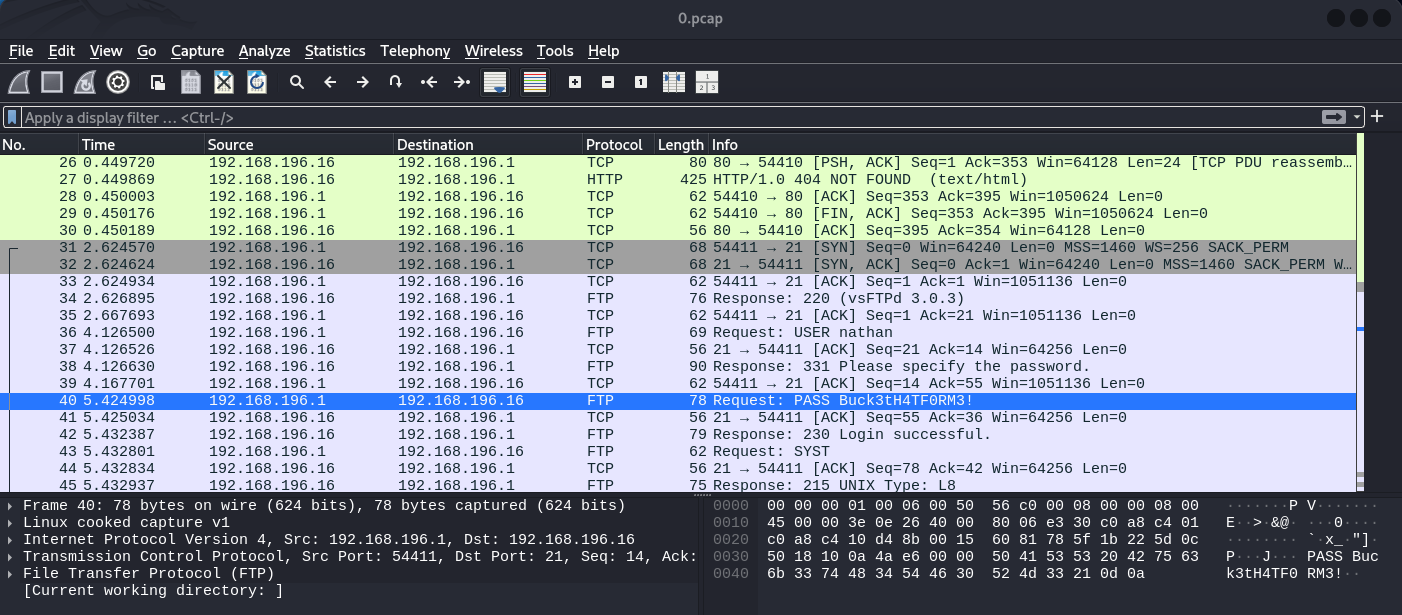 0.pcap
File Edit View Go Capture Analyze Statistics Telephony Wireless Tools Help
Apply a display filter … <Ctrl-/>
No. Time Source Destination Protocol Length Info
26 0.449720 192.168.196.16 192.168.196.1 TCP 80 80 → 54410 [PSH, ACK] Seq=1 Ack=353 Win=64128 Len=24 [TCP PDU reassemb…
27 0.449869 192.168.196.16 192.168.196.1 HTTP 425 HTTP/1.0 404 NOT FOUND (text/html)
28 0.450003 192.168.196.1 192.168.196.16 TCP 62 54410 → 80 [ACK] Seq=353 Ack=395 Win=1050624 Len=0
29 0.450176 192.168.196.1 192.168.196.16 TCP 62 54410 → 80 [FIN, ACK] Seq=353 Ack=395 Win=1050624 Len=0
30 0.450189 192.168.196.16 192.168.196.1 TCP 56 80 → 54410 [ACK] Seq=395 Ack=354 Win=64128 Len=0
31 2.624570 192.168.196.1 192.168.196.16 TCP 68 54411 → 21 [SYN] Seq=0 Win=64240 Len=0 MSS=1460 WS=256 SACK_PERM
32 2.624624 192.168.196.16 192.168.196.1 TCP 68 21 → 54411 [SYN, ACK] Seq=0 Ack=1 Win=64240 Len=0 MSS=1460 SACK_PERM W…
33 2.624934 192.168.196.1 192.168.196.16 TCP 62 54411 → 21 [ACK] Seq=1 Ack=1 Win=1051136 Len=0
34 2.626895 192.168.196.16 192.168.196.1 FTP 76 Response: 220 (vsFTPd 3.0.3)
35 2.667693 192.168.196.1 192.168.196.16 TCP 62 54411 → 21 [ACK] Seq=1 Ack=21 Win=1051136 Len=0
36 4.126500 192.168.196.1 192.168.196.16 FTP 69 Request: USER nathan
37 4.126526 192.168.196.16 192.168.196.1 TCP 56 21 → 54411 [ACK] Seq=21 Ack=14 Win=64256 Len=0
38 4.126630 192.168.196.16 192.168.196.1 FTP 90 Response: 331 Please specify the password.
39 4.167701 192.168.196.1 192.168.196.16 TCP 62 54411 → 21 [ACK] Seq=14 Ack=55 Win=1051136 Len=0
40 5.424998 192.168.196.1 192.168.196.16 FTP 78 Request: PASS Buck3tH4TF0RM3!
41 5.425034 192.168.196.16 192.168.196.1 TCP 56 21 → 54411 [ACK] Seq=55 Ack=36 Win=64256 Len=0
42 5.432387 192.168.196.16 192.168.196.1 FTP 79 Response: 230 Login successful.
43 5.432801 192.168.196.1 192.168.196.16 FTP 62 Request: SYST
44 5.432834 192.168.196.16 192.168.196.1 TCP 56 21 → 54411 [ACK] Seq=78 Ack=42 Win=64256 Len=0
45 5.432937 192.168.196.16 192.168.196.1 FTP 75 Response: 215 UNIX Type: L8
Frame 40: 78 bytes on wire (624 bits), 78 bytes captured (624 bits)
Linux cooked capture v1
Internet Protocol Version 4, Src: 192.168.196.1, Dst: 192.168.196.16
Transmission Control Protocol, Src Port: 54411, Dst Port: 21, Seq: 14, Ack:
File Transfer Protocol (FTP)
[Current working directory: ]
0000 00 00 00 01 00 06 00 50 56 c0 00 08 00 00 08 00 ·······P V·······
0010 45 00 00 3e 0e 26 40 00 80 06 e3 30 c0 a8 c4 01 E··>·&@· ···0····
0020 c0 a8 c4 10 d4 8b 00 15 60 81 78 5f 1b 22 5d 0c ········ `·x_·"]·
0030 50 18 10 0a 4a e6 00 00 50 41 53 53 20 42 75 63 P···J··· PASS Buc
0040 6b 33 74 48 34 54 46 30 52 4d 33 21 0d 0a k3tH4TF0 RM3!··